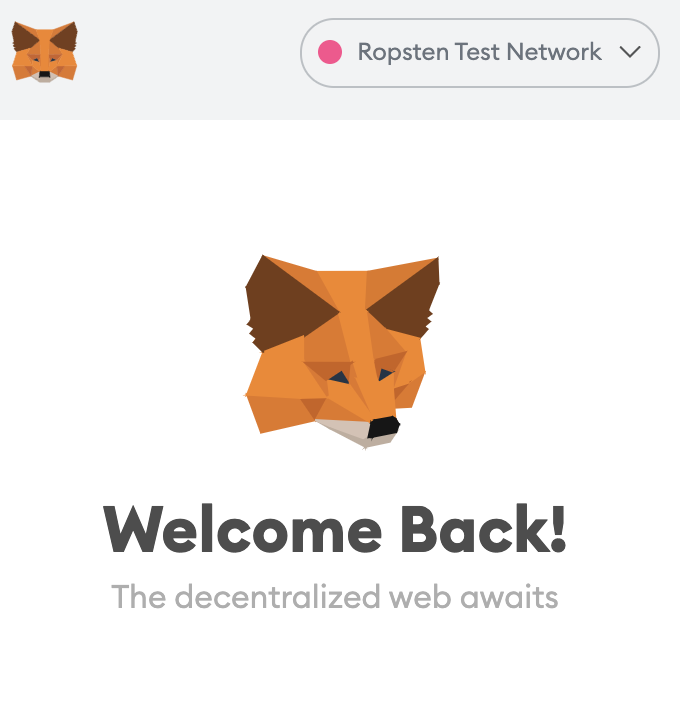 Ropsten Test Network
Welcome Back!
The decentralized web awaits